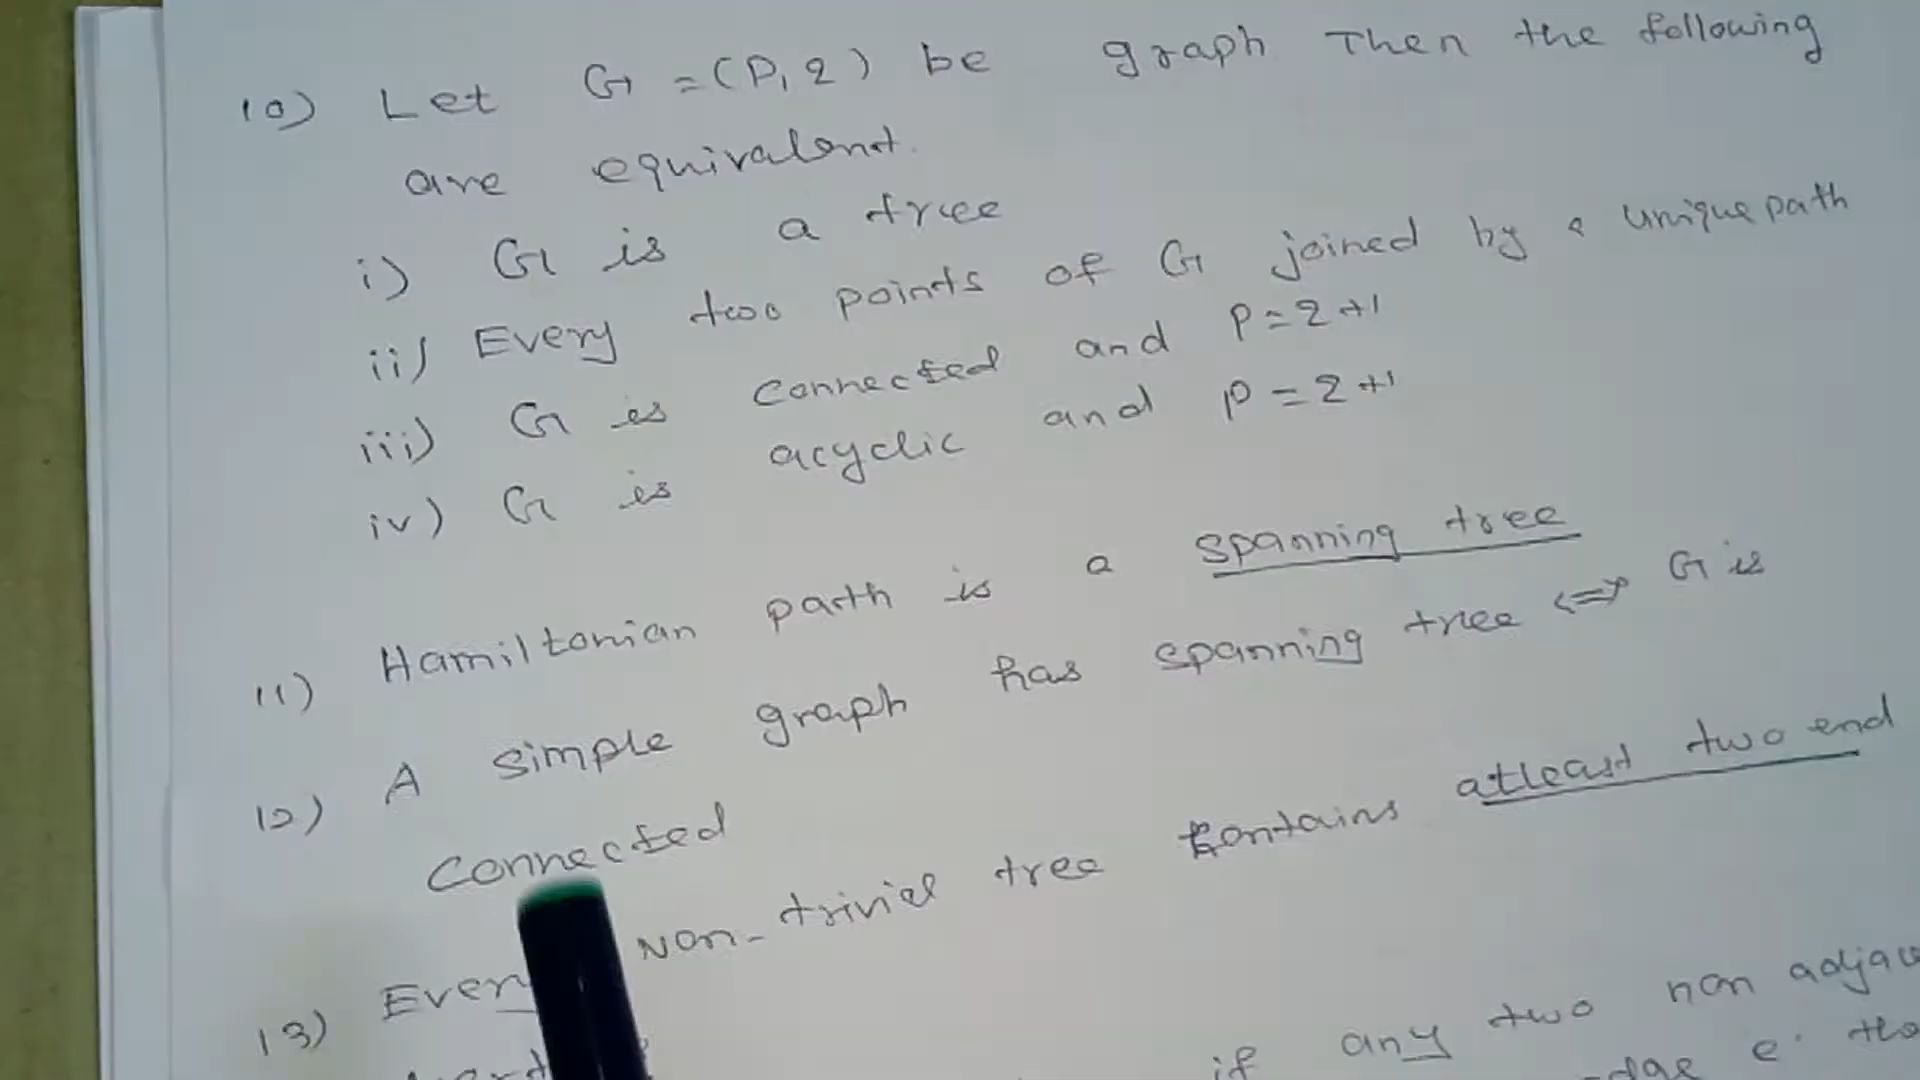 10) Let G = (p, q) be graph. Then the following
are equivalent.
i) G is a tree
ii) Every two points of G joined by a unique path
iii) G is connected and p = q + 1
iv) G is acyclic and p = q + 1
11) Hamiltonian path is a spanning tree
12) A simple graph has spanning tree <=> G is
connected
13) Every non-trivial tree contains atleast two end
if any two non
e.